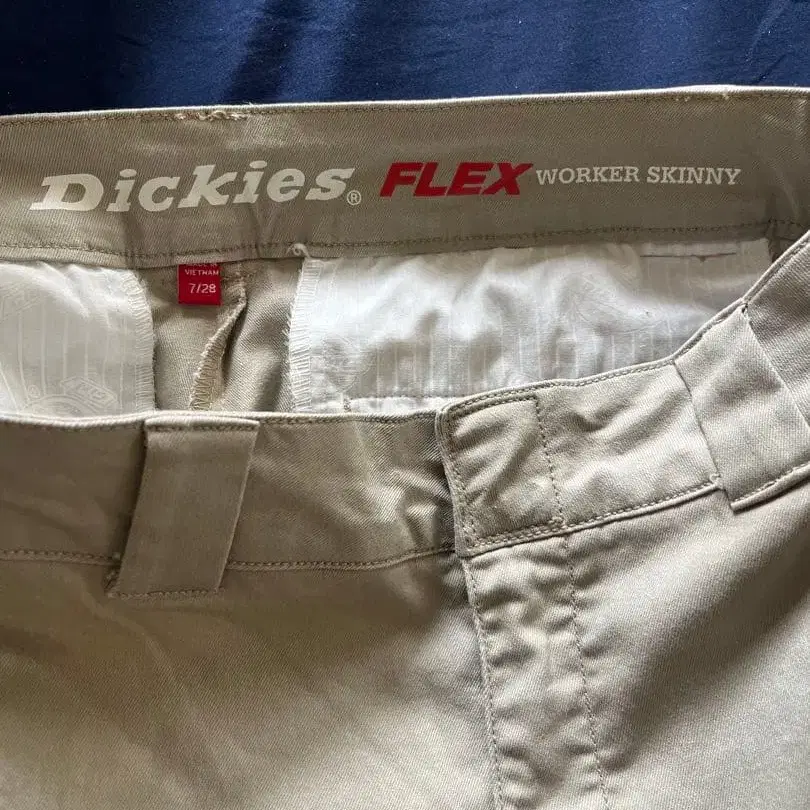 Dickies® FLEX WORKER SKINNY
VIETNAM
7/28